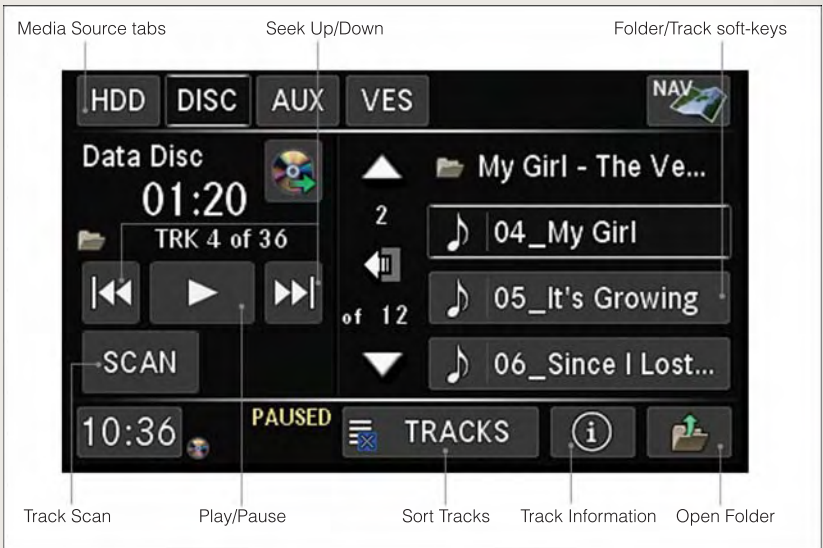 Media Source tabs
Seek Up/Down
Folder/Track soft-keys
HDD
DISC
AUX
VES
NAV
Data Disc
01:20
TRK 4 of 36
2
of 12
My Girl - The Ve...
04_My Girl
05_It's Growing
06_Since I Lost...
SCAN
10:36
PAUSED
TRACKS
i
Track Scan
Play/Pause
Sort Tracks
Track Information
Open Folder